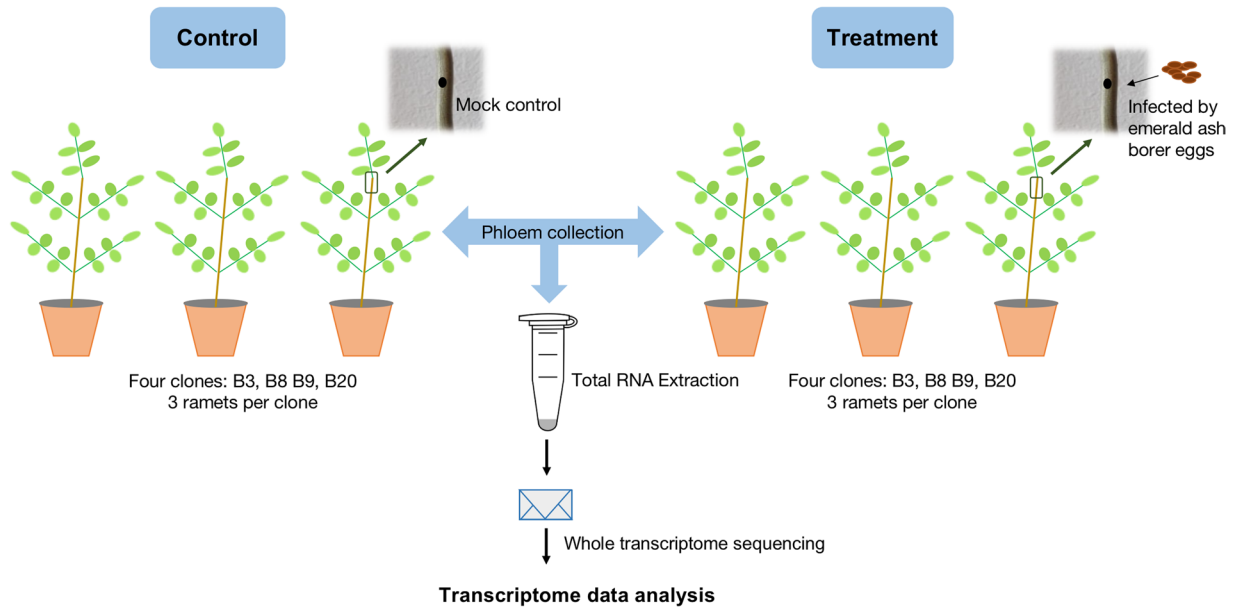 Control
Treatment
Mock control
Infected by
emerald ash
borer eggs
Phloem collection
Four clones: B3, B8 B9, B20
3 ramets per clone
Total RNA Extraction
Four clones: B3, B8 B9, B20
3 ramets per clone
Whole transcriptome sequencing
Transcriptome data analysis